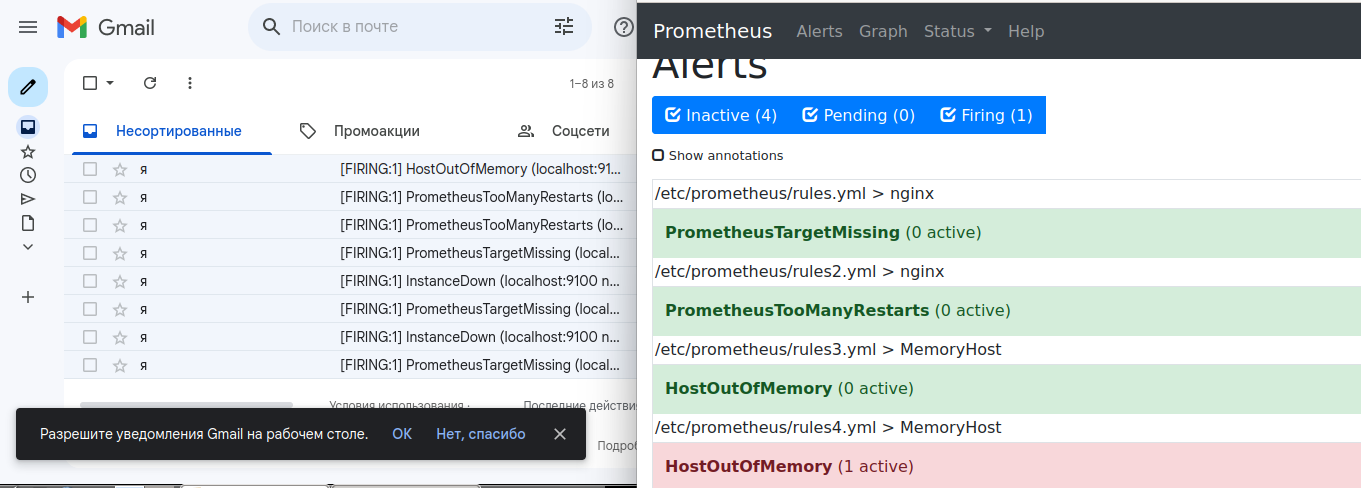 Gmail
Поиск в почте
1–8 из 8
Несортированные
Промоакции
Соцсети
я [FIRING:1] HostOutOfMemory (localhost:91...
я [FIRING:1] PrometheusTooManyRestarts (lo...
я [FIRING:1] PrometheusTooManyRestarts (lo...
я [FIRING:1] PrometheusTargetMissing (local...
я [FIRING:1] InstanceDown (localhost:9100 n...
я [FIRING:1] PrometheusTargetMissing (local...
я [FIRING:1] InstanceDown (localhost:9100 n...
я [FIRING:1] PrometheusTargetMissing (local...
Условия использования ·
Последние действия
Подроб
Разрешите уведомления Gmail на рабочем столе. ОК Нет, спасибо
Prometheus Alerts Graph Status Help
Alerts
Inactive (4) Pending (0) Firing (1)
Show annotations
/etc/prometheus/rules.yml > nginx
PrometheusTargetMissing (0 active)
/etc/prometheus/rules2.yml > nginx
PrometheusTooManyRestarts (0 active)
/etc/prometheus/rules3.yml > MemoryHost
HostOutOfMemory (0 active)
/etc/prometheus/rules4.yml > MemoryHost
HostOutOfMemory (1 active)